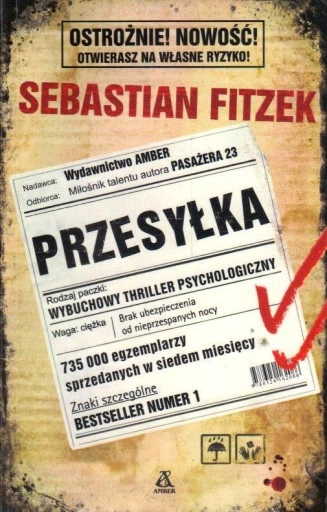 OSTROŻNIE! NOWOŚĆ!
OTWIERASZ NA WŁASNE RYZYKO!
SEBASTIAN FITZEK
Nadawca: Wydawnictwo AMBER
Odbiorca: Miłośnik talentu autora PASAŻERA 23
PRZESYŁKA
Rodzaj paczki:
WYBUCHOWY THRILLER PSYCHOLOGICZNY
Waga: ciężka
Brak ubezpieczenia
od nieprzespanych nocy
735 000 egzemplarzy
sprzedanych w siedem miesięcy
Znaki szczególne
BESTSELLER NUMER 1
AMBER